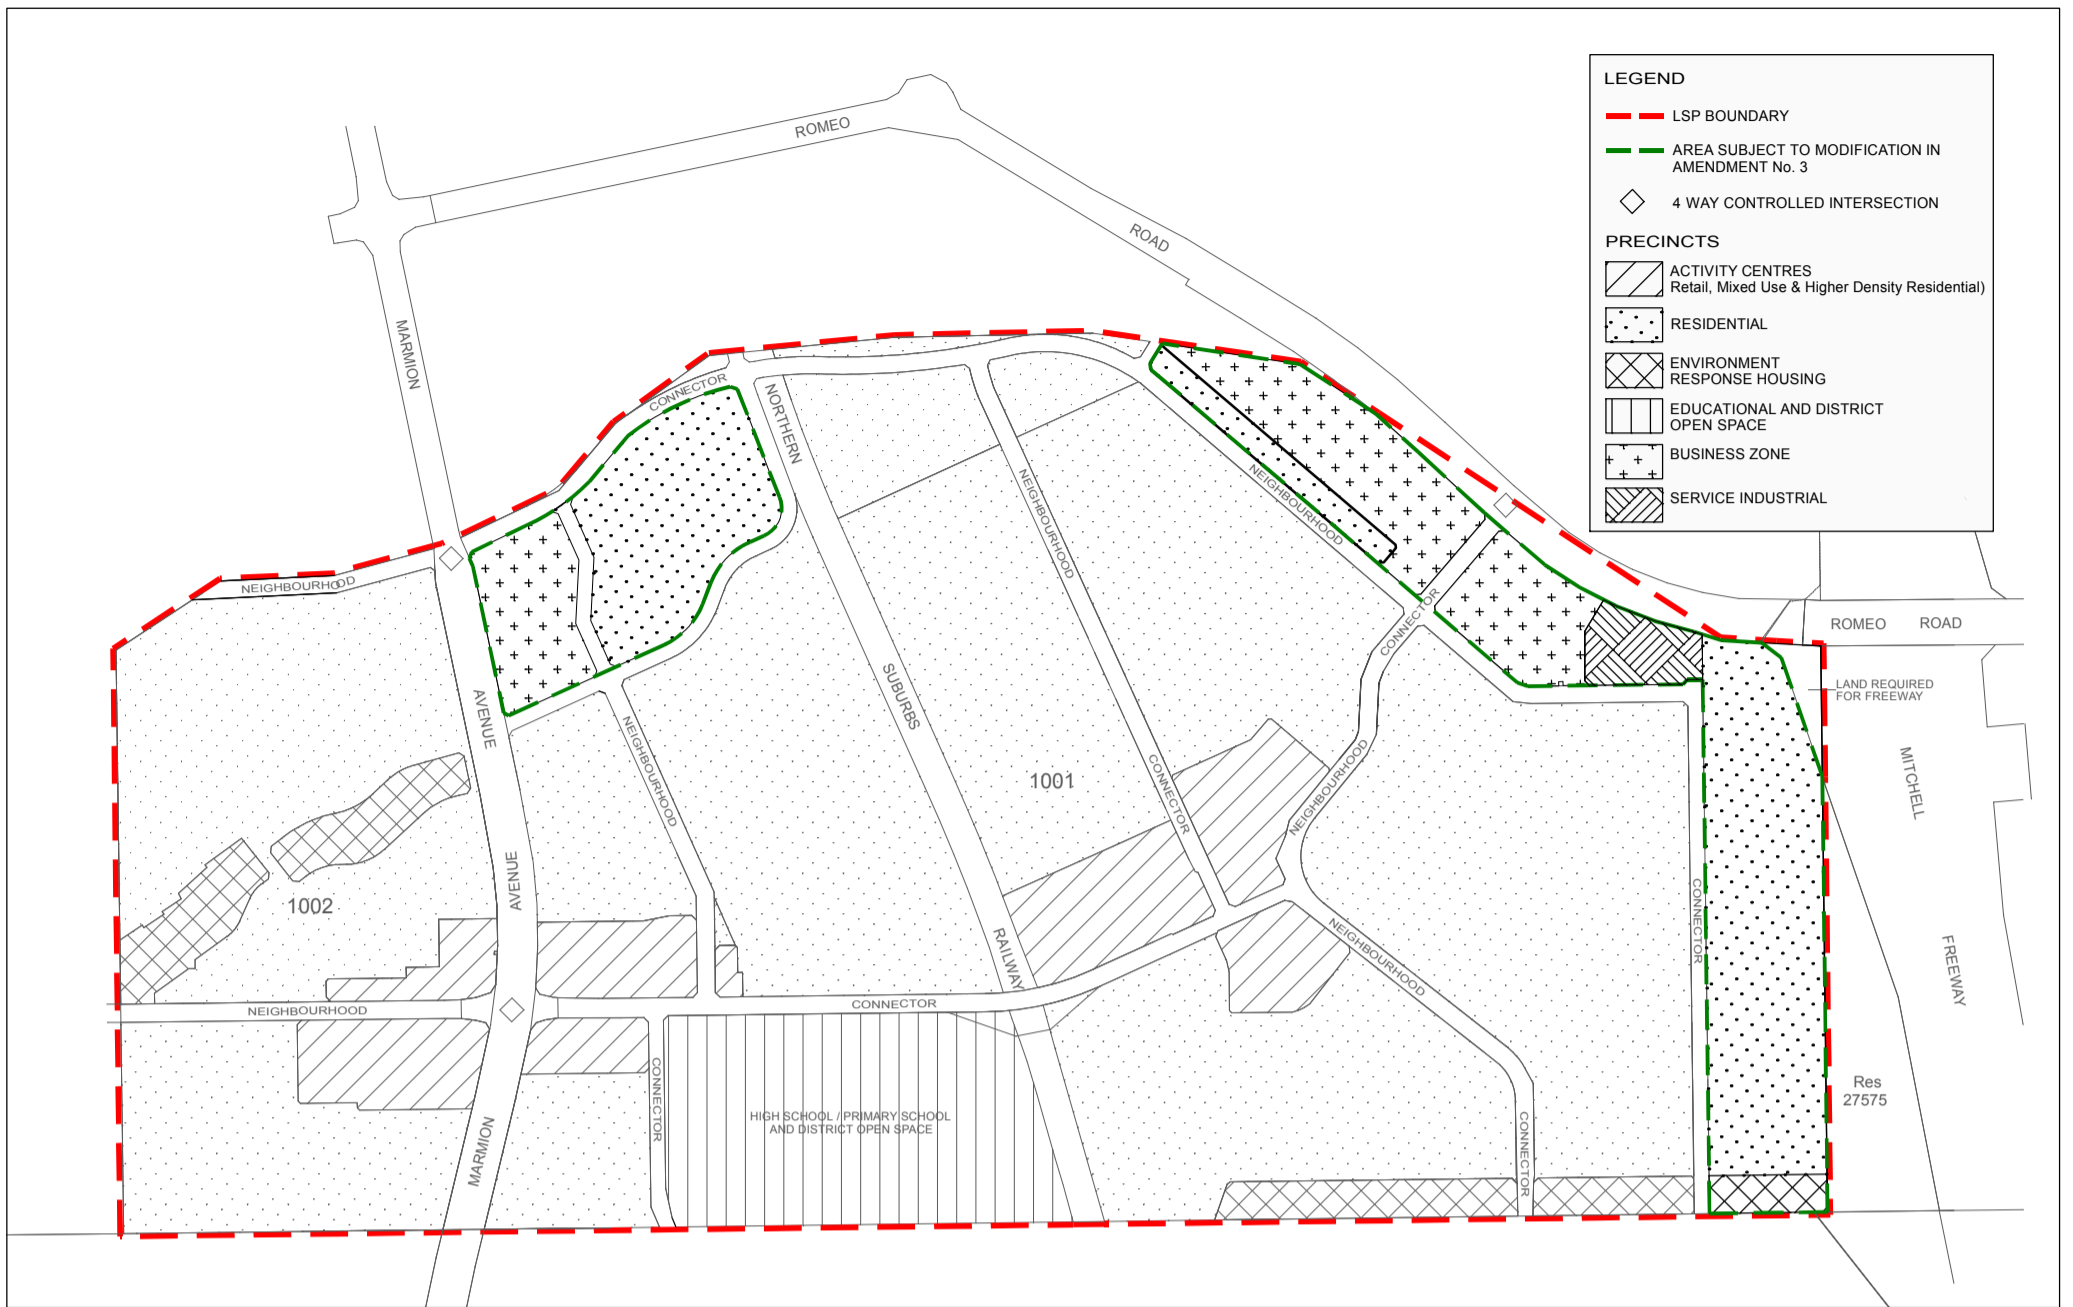 LEGEND
LSP BOUNDARY
AREA SUBJECT TO MODIFICATION IN
AMENDMENT No. 3
4 WAY CONTROLLED INTERSECTION
PRECINCTS
ACTIVITY CENTRES
Retail, Mixed Use & Higher Density Residential)
RESIDENTIAL
ENVIRONMENT
RESPONSE HOUSING
EDUCATIONAL AND DISTRICT
OPEN SPACE
BUSINESS ZONE
SERVICE INDUSTRIAL
ROMEO
ROAD
MARMION
CONNECTOR
NORTHERN
NEIGHBOURHOOD
NEIGHBOURHOOD
NEIGHBOURHOOD
CONNECTOR
ROMEO ROAD
LAND REQUIRED
FOR FREEWAY
AVENUE
SUBURBS
NEIGHBOURHOOD
1001
CONNECTOR
NEIGHBOURHOOD
MITCHELL
AVENUE
1002
CONNECTOR
RAILWAY
NEIGHBOURHOOD
FREEWAY
NEIGHBOURHOOD
CONNECTOR
CONNECTOR
HIGH SCHOOL / PRIMARY SCHOOL
AND DISTRICT OPEN SPACE
Res
27575
MARMION
CONNECTOR